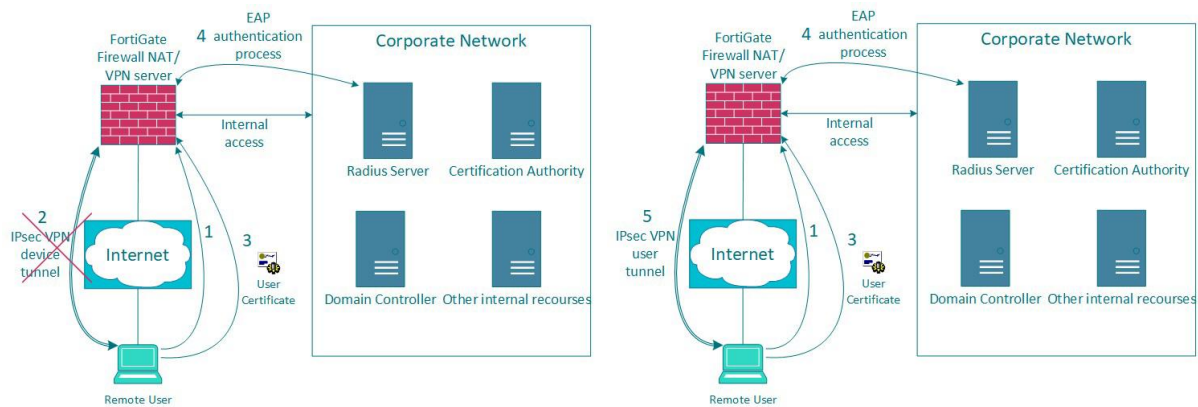 EAP
4 authentication
process
FortiGate
Firewall NAT/
VPN server
Corporate Network
Internal
access
Radius Server
Certification Authority
2
IPsec VPN
device
tunnel
Internet
1
3
User
Certificate
Domain Controller
Other internal recourses
Remote User
EAP
4 authentication
process
FortiGate
Firewall NAT/
VPN server
Corporate Network
Internal
access
Radius Server
Certification Authority
5
IPsec VPN
user
tunnel
Internet
1
3
User
Certificate
Domain Controller
Other internal recourses
Remote User